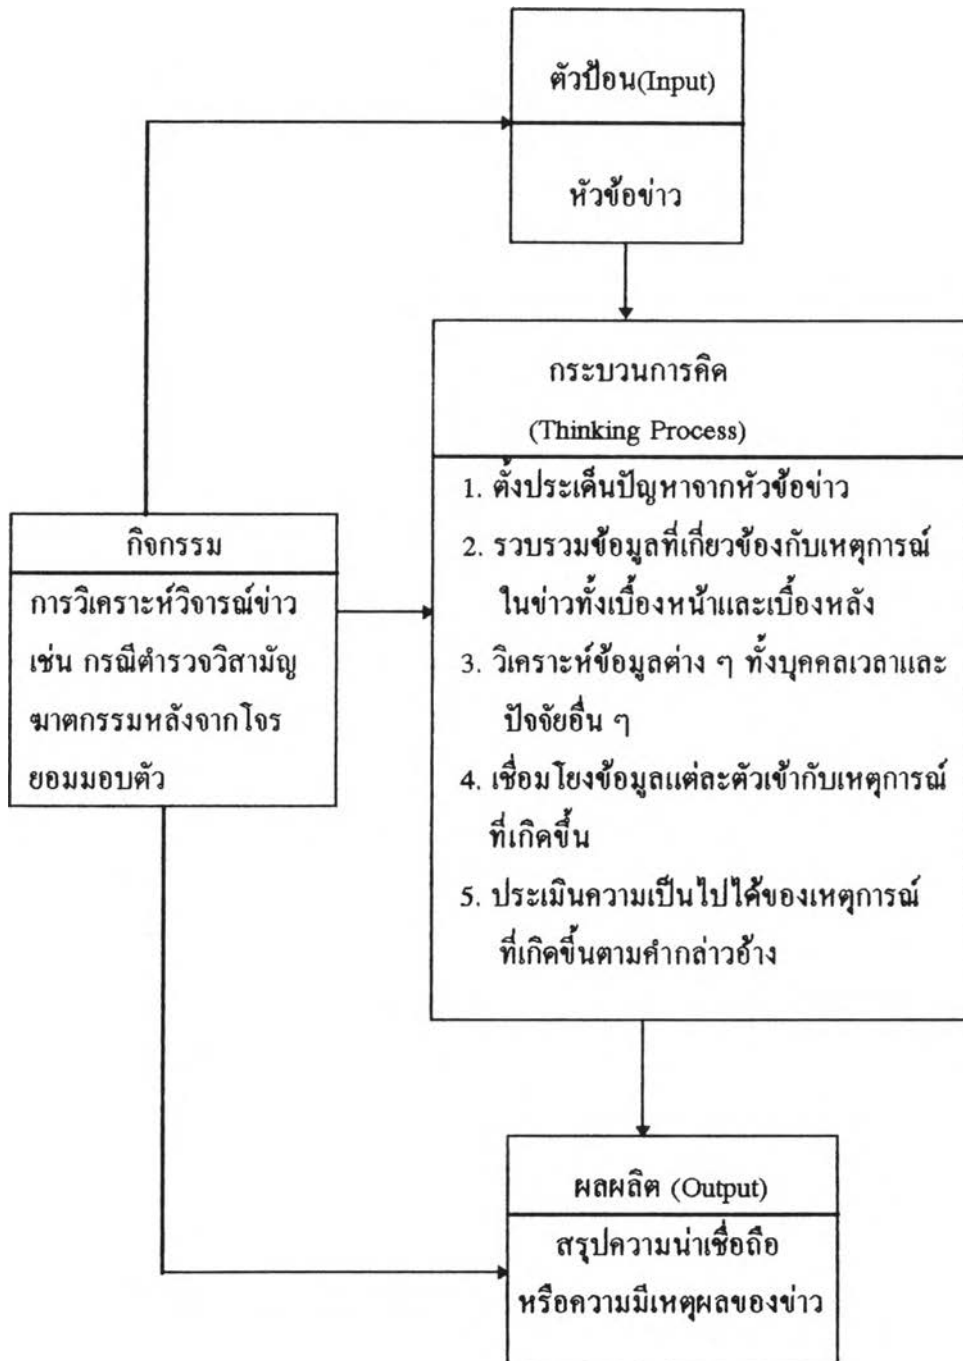 ตัวป้อน(Input)
หัวข้อข่าว
กระบวนการคิด
(Thinking Process)
1. ตั้งประเด็นปัญหาจากหัวข้อข่าว
2. รวบรวมข้อมูลที่เกี่ยวข้องกับเหตุการณ์
ในข่าวทั้งเบื้องหน้าและเบื้องหลัง
3. วิเคราะห์ข้อมูลต่าง ๆ ทั้งบุคคลเวลาและ
ปัจจัยอื่น ๆ
4. เชื่อมโยงข้อมูลแต่ละตัวเข้ากับเหตุการณ์
ที่เกิดขึ้น
5. ประเมินความเป็นไปได้ของเหตุการณ์
ที่เกิดขึ้นตามคำกล่าวอ้าง
กิจกรรม
การวิเคราะห์วิจารณ์ข่าว
เช่น กรณีตำรวจวิสามัญ
ฆาตกรรมหลังจากโจร
ยอมมอบตัว
ผลผลิต (Output)
สรุปความน่าเชื่อถือ
หรือความมีเหตุผลของข่าว